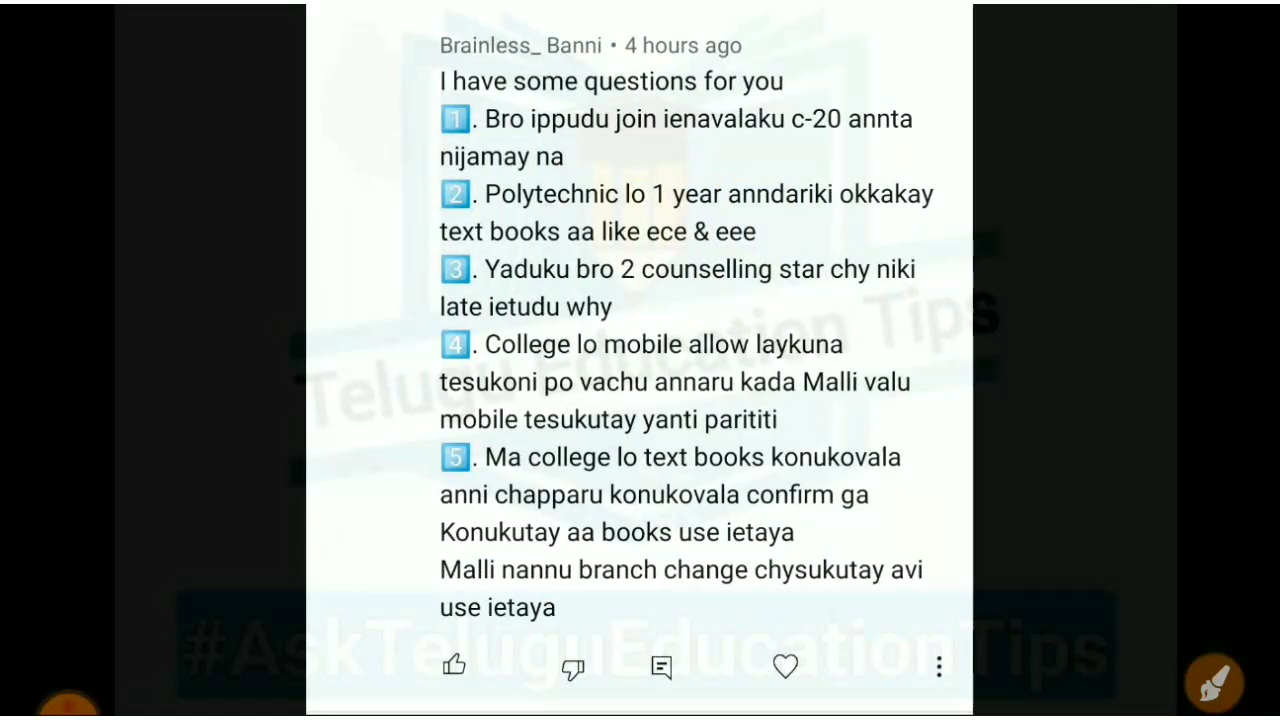 Brainless_ Banni • 4 hours ago
I have some questions for you
1️⃣. Bro ippudu join ienavalaku c-20 annta
nijamay na
2️⃣. Polytechnic lo 1 year anndariki okkakay
text books aa like ece & eee
3️⃣. Yaduku bro 2 counselling star chy niki
late ietudu why
4️⃣. College lo mobile allow laykuna
tesukoni po vachu annaru kada Malli valu
mobile tesukutay yanti parititi
5️⃣. Ma college lo text books konukovala
anni chapparu konukovala confirm ga
Konukutay aa books use ietaya
Malli nannu branch change chysukutay avi
use ietaya
Telugu Education Tips
#AskTeluguEducationTips